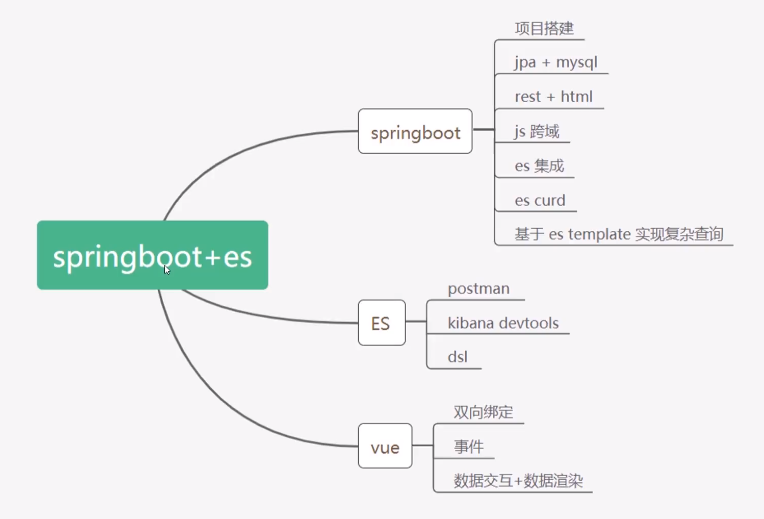 springboot+es
springboot
项目搭建
jpa + mysql
rest + html
js 跨域
es 集成
es curd
基于 es template 实现复杂查询
ES
postman
kibana devtools
dsl
vue
双向绑定
事件
数据交互+数据渲染